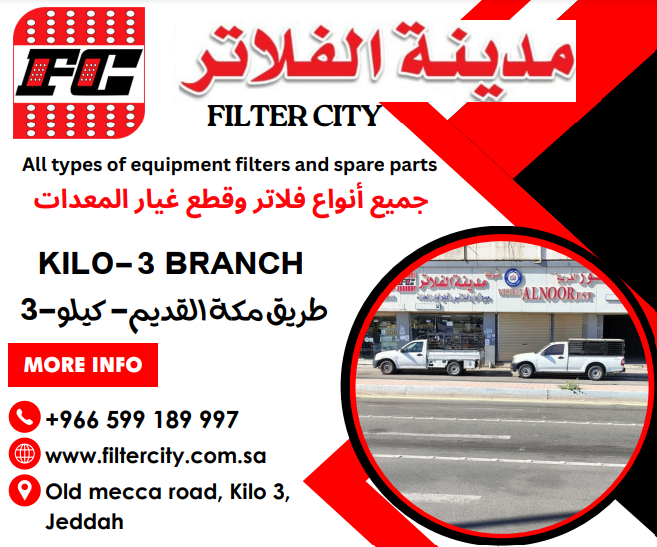 FC
مدينة الفلاتر
FILTER CITY
All types of equipment filters and spare parts
جميع أنواع فلاتر وقطع غيار المعدات
KILO-3 BRANCH
طريق مكة القديم- كيلو-3
MORE INFO
+966 599 189 997
www.filtercity.com.sa
Old mecca road, Kilo 3,
Jeddah
FC
مدينة الفلاتر
ALNOOR EST